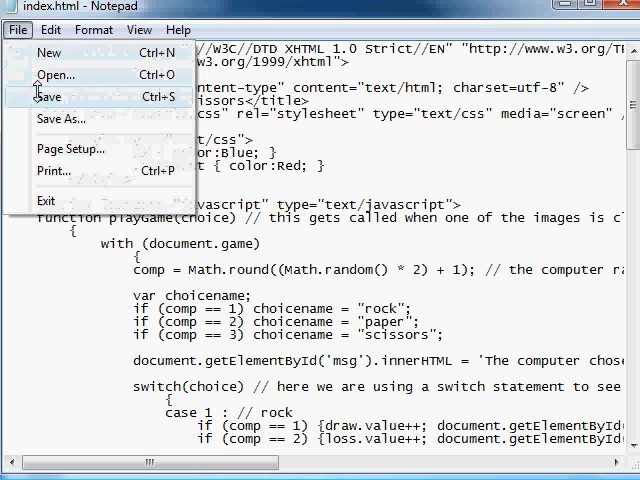 index.html - Notepad
File Edit Format View Help
New Ctrl+N
Open... Ctrl+O
Save Ctrl+S
Save As...
Page Setup...
Print... Ctrl+P
Exit
//W3C//DTD XHTML 1.0 Strict//EN" "http://www.w3.org/TE
.w3.org/1999/xhtml">
content-type" content="text/html; charset=utf-8" />
cissors</title>
css" rel="stylesheet" type="text/css" media="screen" /
/css">
or:Blue; }
t { color:Red; }
vascript" type="text/javascript">
function playGame(choice) // this gets called when one of the images is cl
{
with (document.game)
{
comp = Math.round((Math.random() * 2) + 1); // the computer ra
var choicename;
if (comp == 1) choicename = "rock";
if (comp == 2) choicename = "paper";
if (comp == 3) choicename = "scissors";
document.getElementById('msg').innerHTML = 'The computer chose
switch(choice) // here we are using a switch statement to see
{
case 1 : // rock
if (comp == 1) {draw.value++; document.getElementById(
if (comp == 2) {loss.value++; document.getElementById(